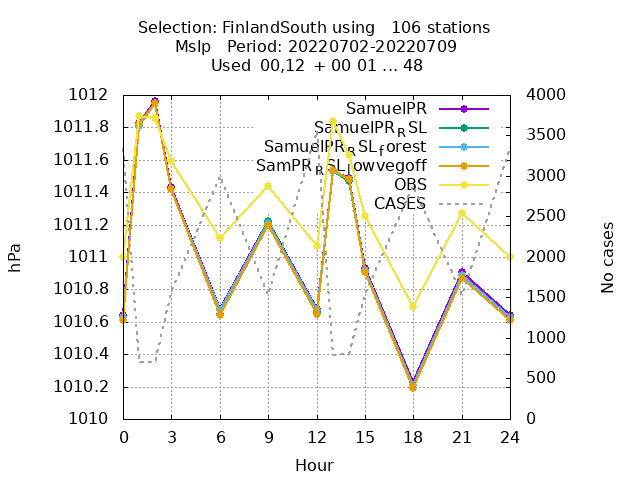 Selection: FinlandSouth using   106 stations
Mslp   Period: 20220702-20220709
Used  00,12  + 00 01 ... 48
hPa
1012
1011.8
1011.6
1011.4
1011.2
1011
1010.8
1010.6
1010.4
1010.2
1010
SamuelPR
SamuelPR_RSL
SamuelPR_RSL_forest
SamPR_RSL_lowvegoff
OBS
CASES
4000
3500
3000
2500
2000
1500
1000
500
0
No cases
0 3 6 9 12 15 18 21 24
Hour